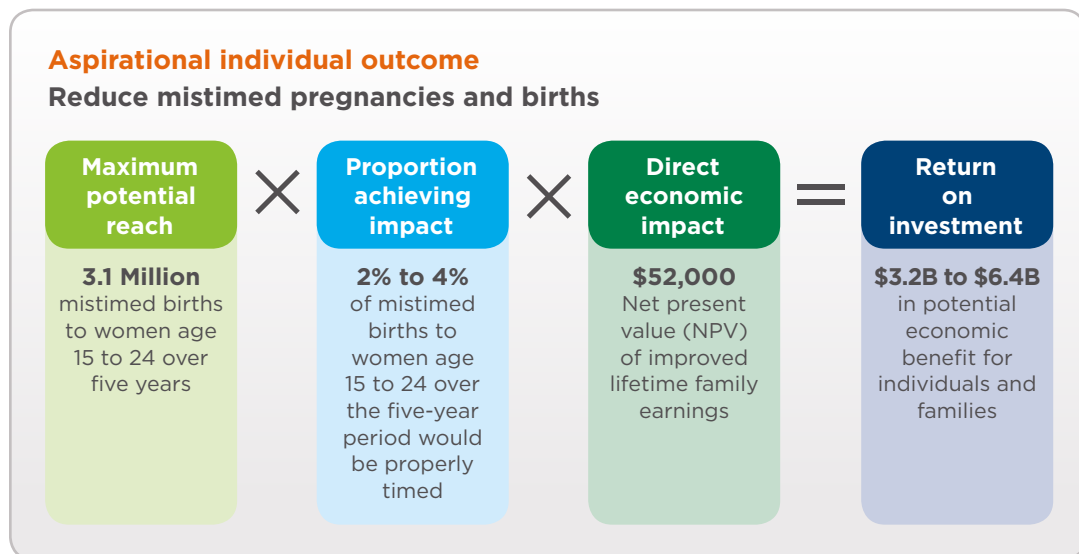 Aspirational individual outcome
Reduce mistimed pregnancies and births
Maximum
potential
reach
3.1 Million
mistimed births
to women age
15 to 24 over
five years
×
Proportion
achieving
impact
2% to 4%
of mistimed
births to
women age
15 to 24 over
the five-year
period would
be properly
timed
×
Direct
economic
impact
$52,000
Net present
value (NPV)
of improved
lifetime family
earnings
=
Return
on
investment
$3.2B to $6.4B
in potential
economic
benefit for
individuals and
families